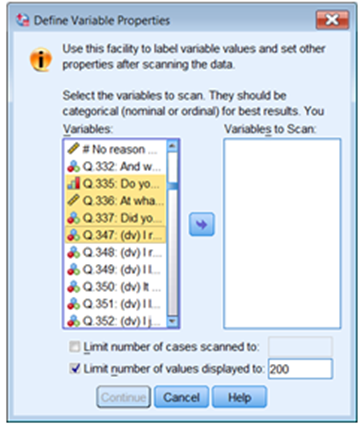 Define Variable Properties
Use this facility to label variable values and set other
properties after scanning the data.
Select the variables to scan. They should be
categorical (nominal or ordinal) for best results. You
Variables:
Variables to Scan:
# No reason ...
Q.332: And w...
Q.335: Do yo...
Q.336: At wha...
Q.337: Did yo...
Q.347: (dv) I r...
Q.348: (dv) I r...
Q.349: (dv) I l...
Q.350: (dv) It ...
Q.351: (dv) I l...
Q.352: (dv) I j...
Limit number of cases scanned to:
Limit number of values displayed to: 200
Continue Cancel Help